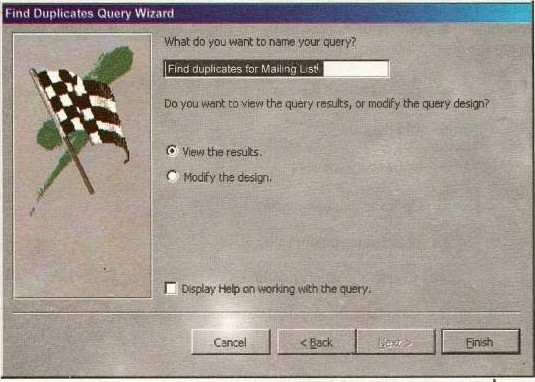 Find Duplicates Query Wizard
What do you want to name your query?
Find duplicates for Mailing List
Do you want to view the query results, or modify the query design?
View the results.
Modify the design.
Display Help on working with the query.
Cancel
< Back
Next >
Finish